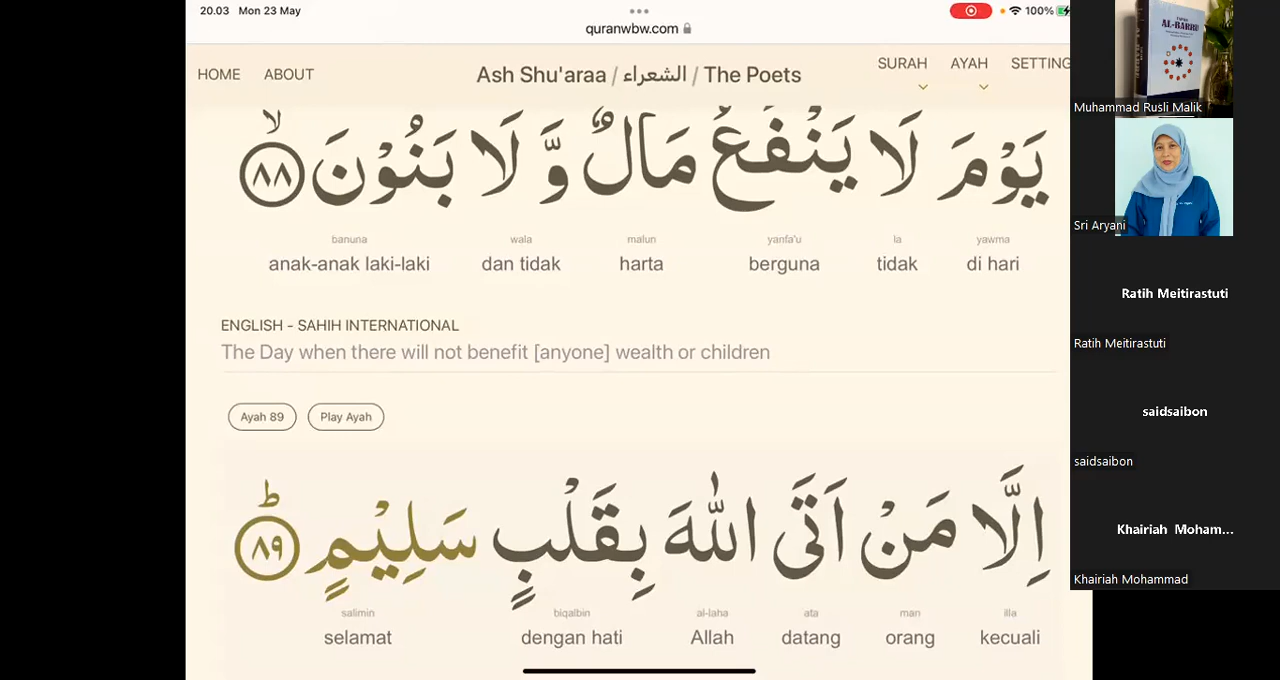 20.03 Mon 23 May
100%
quranwbw.com
HOME ABOUT
Ash Shu'araa / الشعراء / The Poets
SURAH AYAH SETTING
يَوْمَ لَا يَنْفَعُ مَالٌ وَّ لَا بَنُوْنَ ۙ ٨٨
yawma la yanfa'u malun wala banuna
di hari tidak berguna harta dan tidak anak-anak laki-laki
ENGLISH - SAHIH INTERNATIONAL
The Day when there will not benefit [anyone] wealth or children
Ayah 89 Play Ayah
اِلَّا مَنْ اَتَى اللّٰهَ بِقَلْبٍ سَلِيْمٍ ؕ ٨٩
illa man ata al-laha biqalbin salimin
kecuali orang datang Allah dengan hati selamat
AL-BARRU
Muhammad Rusli Malik
Sri Aryani
Ratih Meitirastuti
Ratih Meitirastuti
saidsaibon
saidsaibon
Khairiah Moham...
Khairiah Mohammad